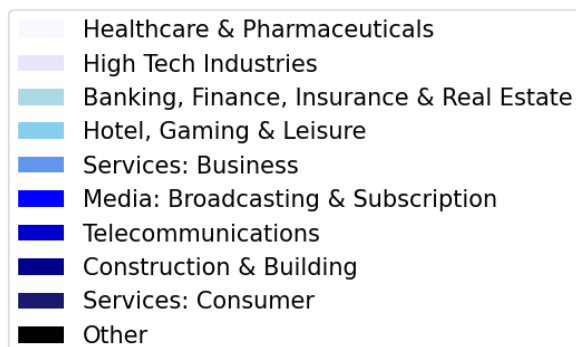 Healthcare & Pharmaceuticals
High Tech Industries
Banking, Finance, Insurance & Real Estate
Hotel, Gaming & Leisure
Services: Business
Media: Broadcasting & Subscription
Telecommunications
Construction & Building
Services: Consumer
Other